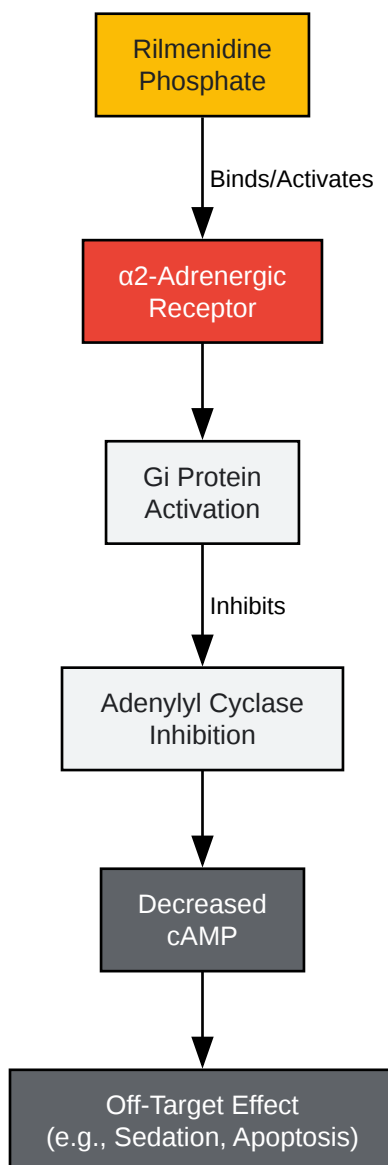 Rilmenidine
Phosphate
Binds/Activates
α2-Adrenergic
Receptor
Gi Protein
Activation
Inhibits
Adenylyl Cyclase
Inhibition
Decreased
cAMP
Off-Target Effect
(e.g., Sedation, Apoptosis)